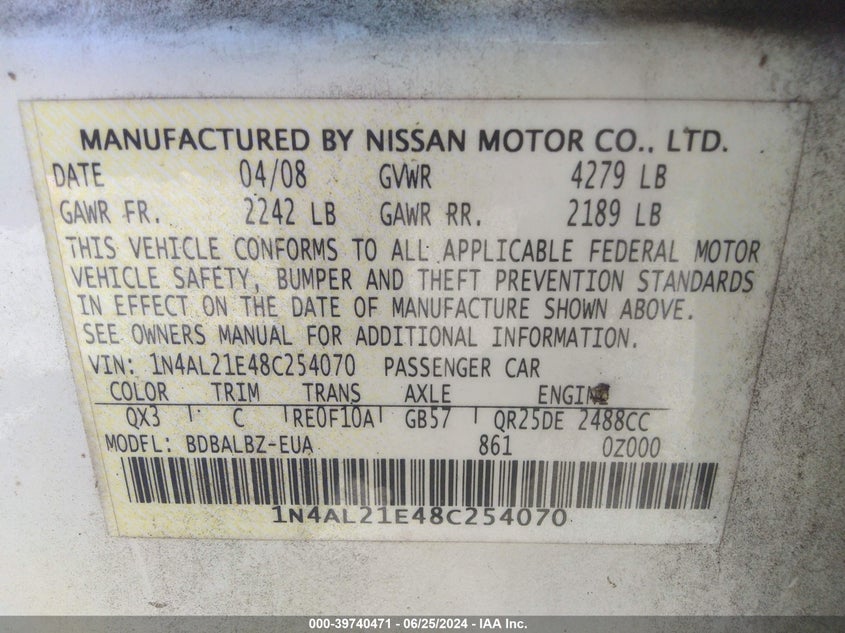 MANUFACTURED BY NISSAN MOTOR CO., LTD.
DATE 04/08 GVWR 4279 LB
GAWR FR. 2242 LB GAWR RR. 2189 LB
THIS VEHICLE CONFORMS TO ALL APPLICABLE FEDERAL MOTOR
VEHICLE SAFETY, BUMPER AND THEFT PREVENTION STANDARDS
IN EFFECT ON THE DATE OF MANUFACTURE SHOWN ABOVE.
SEE OWNERS MANUAL FOR ADDITIONAL INFORMATION.
VIN: 1N4AL21E48C254070 PASSENGER CAR
COLOR TRIM TRANS AXLE ENGINE
QX3 C RE0F10A GB57 QR25DE 2488CC
MODEL: BDBALBZ-EUA 861 0Z000
1N4AL21E48C254070
000-39740471 - 06/25/2024 - IAA Inc.